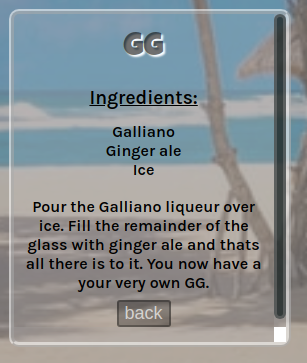 GG
Ingredients:
Galliano
Ginger ale
Ice
Pour the Galliano liqueur over
ice. Fill the remainder of the
glass with ginger ale and thats
all there is to it. You now have a
your very own GG.
back